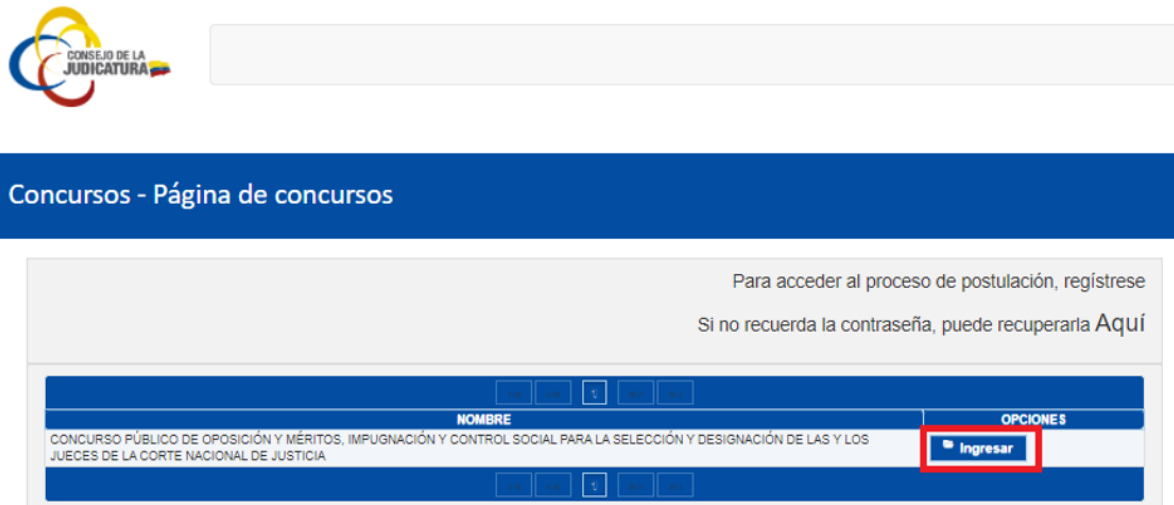 CONSEJO DE LA
JUDICATURA
Concursos - Página de concursos
Para acceder al proceso de postulación, regístrese
Si no recuerda la contraseña, puede recuperarla Aquí
1
NOMBRE
OPCIONES
CONCURSO PÚBLICO DE OPOSICIÓN Y MÉRITOS, IMPUGNACIÓN Y CONTROL SOCIAL PARA LA SELECCIÓN Y DESIGNACIÓN DE LAS Y LOS
JUECES DE LA CORTE NACIONAL DE JUSTICIA
Ingresar
1